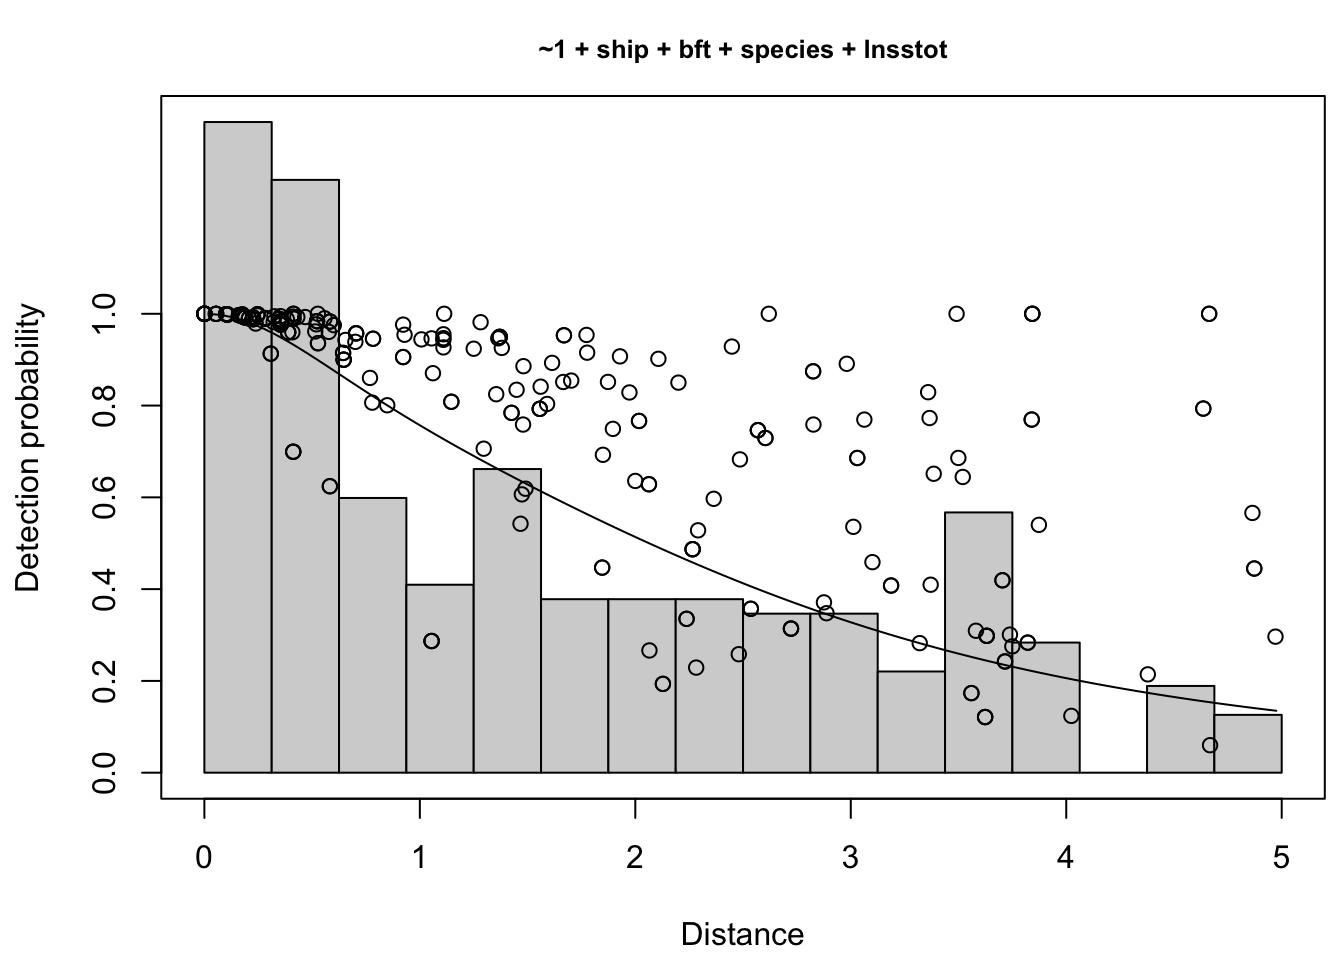 ~1 + ship + bft + species + lnsstot
Detection probability
1.0
0.8
0.6
0.4
0.2
0.0
0 1 2 3 4 5
Distance